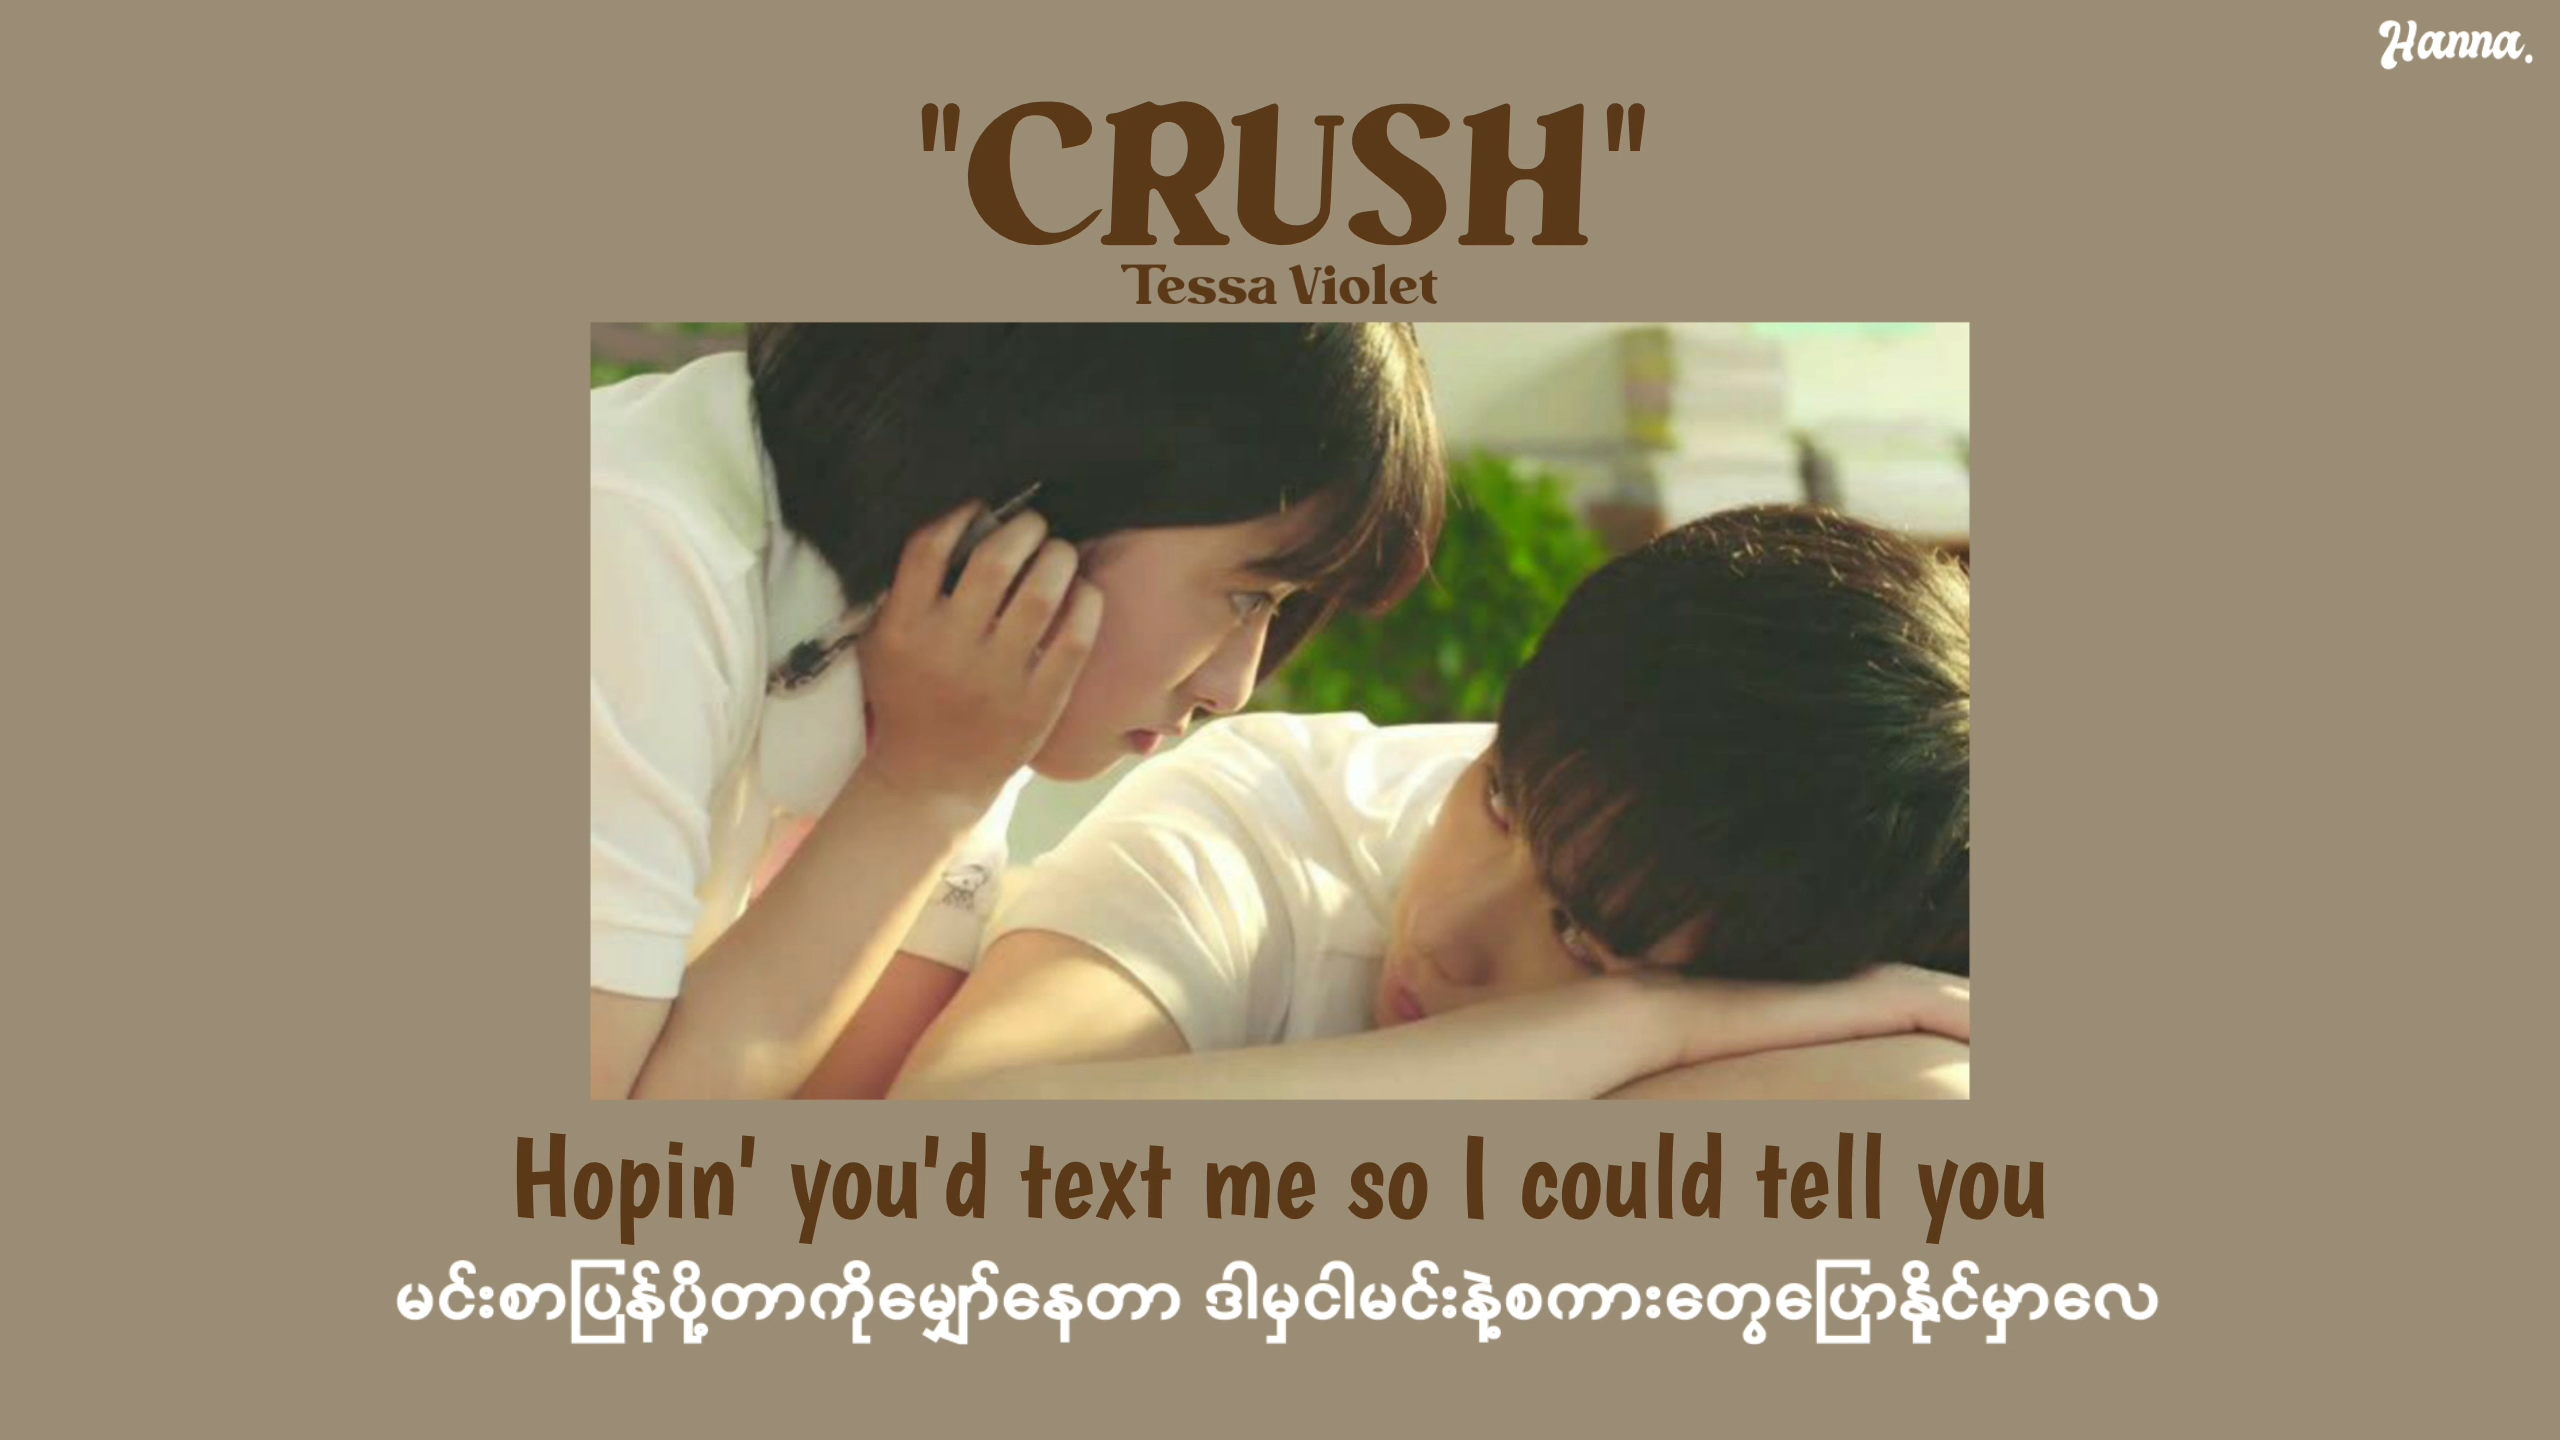 Hanna.
"CRUSH"
Tessa Violet
Hopin' you'd text me so I could tell you
မင်းစာပြန်ပို့တာကိုမျှော်နေတာ ဒါမှငါမင်းနဲ့စကားတွေပြောနိုင်မှာလေ